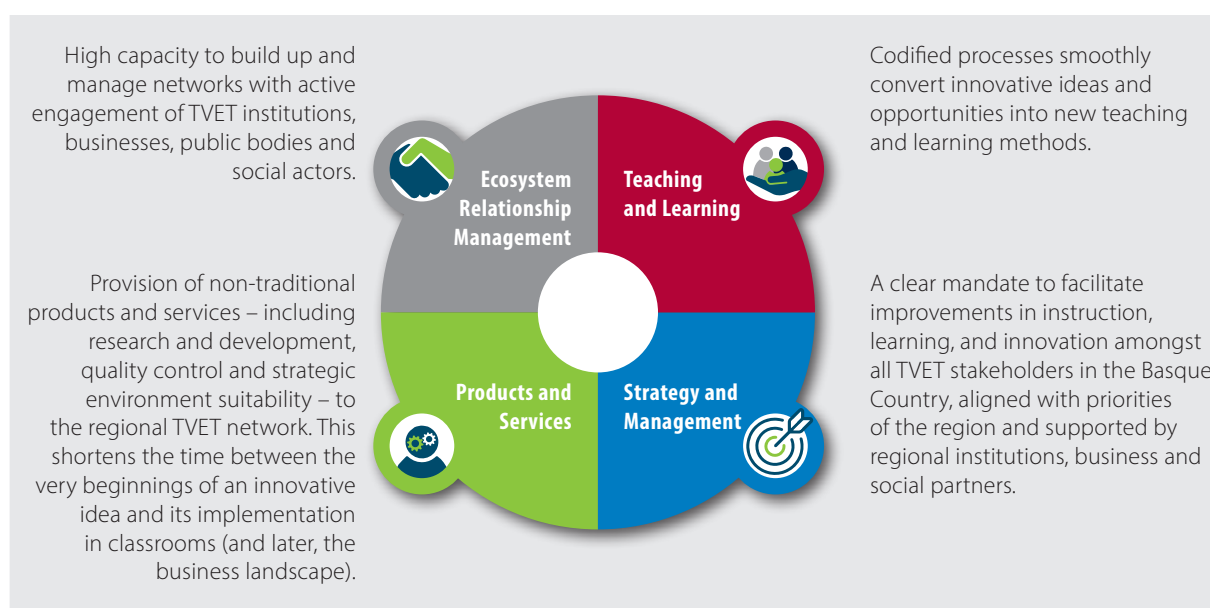 High capacity to build up and
manage networks with active
engagement of TVET institutions,
businesses, public bodies and
social actors.
Ecosystem
Relationship
Management
Teaching
and Learning
Codified processes smoothly
convert innovative ideas and
opportunities into new teaching
and learning methods.
Provision of non-traditional
products and services – including
research and development,
quality control and strategic
environment suitability – to
the regional TVET network. This
shortens the time between the
very beginnings of an innovative
idea and its implementation
in classrooms (and later, the
business landscape).
Products and
Services
Strategy and
Management
A clear mandate to facilitate
improvements in instruction,
learning, and innovation amongst
all TVET stakeholders in the Basque
Country, aligned with priorities
of the region and supported by
regional institutions, business and
social partners.